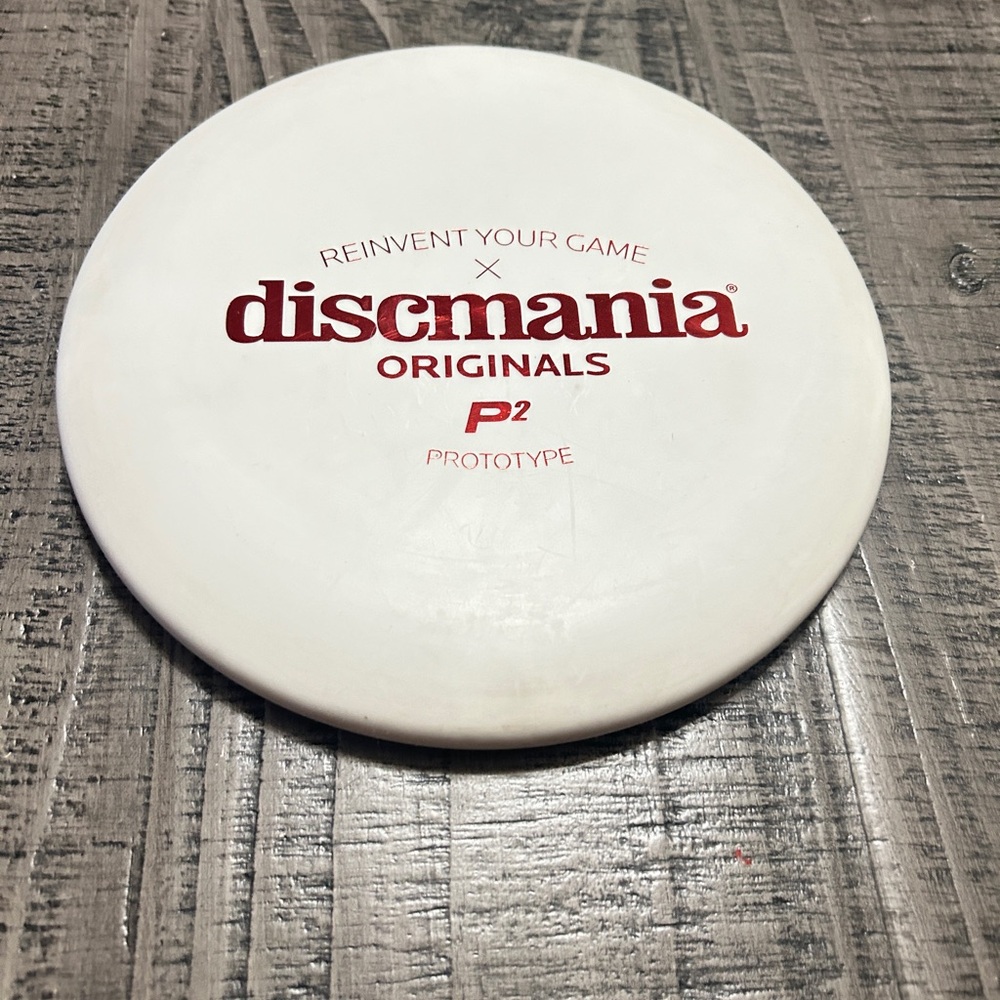 REINVENT YOUR GAME
X
discmania®
ORIGINALS
P²
PROTOTYPE